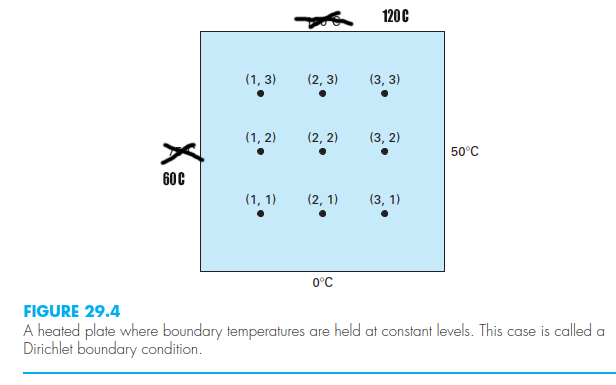 120C
(1, 3) (2, 3) (3, 3)
(1, 2) (2, 2) (3, 2)
50°C
60C
(1, 1) (2, 1) (3, 1)
0°C
FIGURE 29.4
A heated plate where boundary temperatures are held at constant levels. This case is called a
Dirichlet boundary condition.